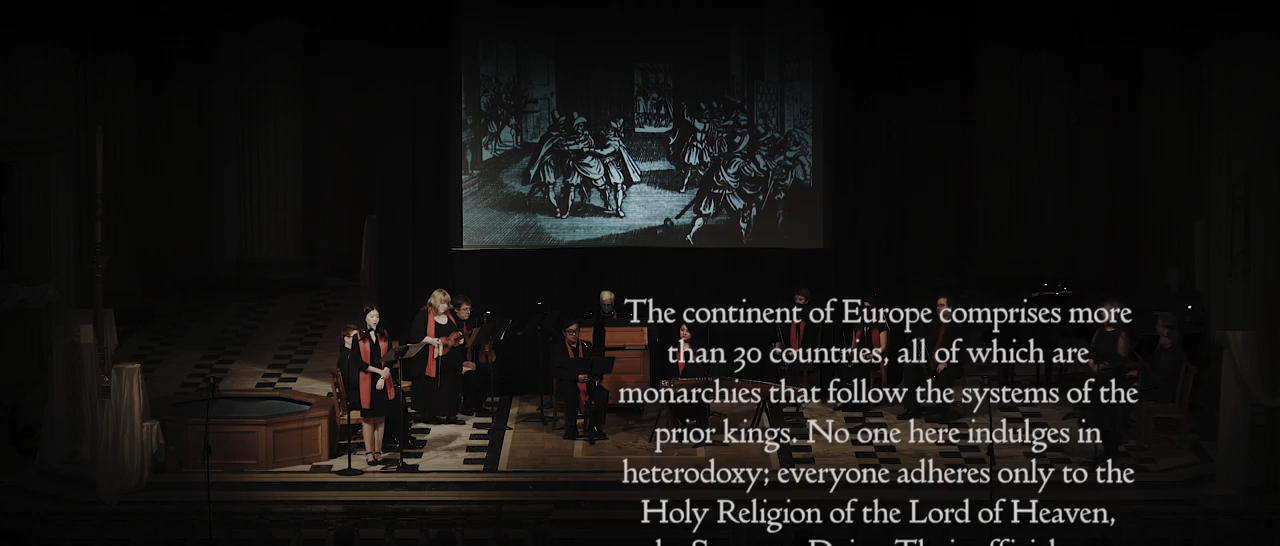 The continent of Europe comprises more
than 30 countries, all of which are
monarchies that follow the systems of the
prior kings. No one here indulges in
heterodoxy; everyone adheres only to the
Holy Religion of the Lord of Heaven,